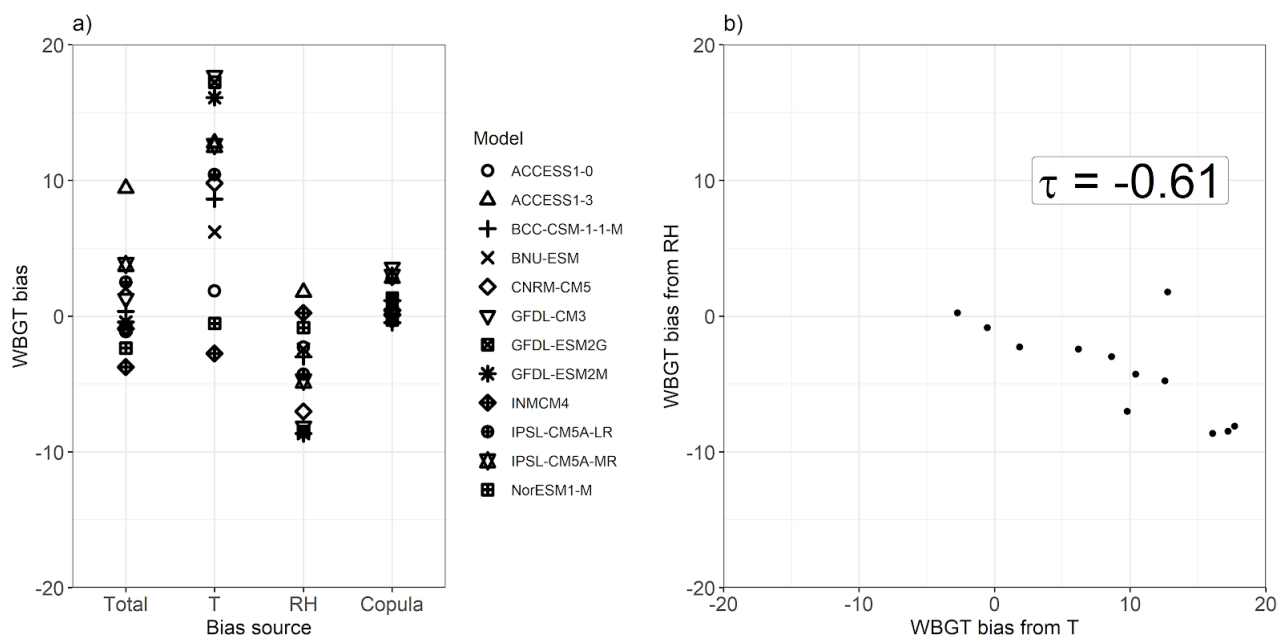 a)
20
10
0
-10
-20
WBGT bias
Total T RH Copula
Bias source
Model
ACCESS1-0
ACCESS1-3
BCC-CSM-1-1-M
BNU-ESM
CNRM-CM5
GFDL-CM3
GFDL-ESM2G
GFDL-ESM2M
INMCM4
IPSL-CM5A-LR
IPSL-CM5A-MR
NorESM1-M
b)
20
10
0
-10
-20
WBGT bias from RH
τ = -0.61
-20 -10 0 10 20
WBGT bias from T